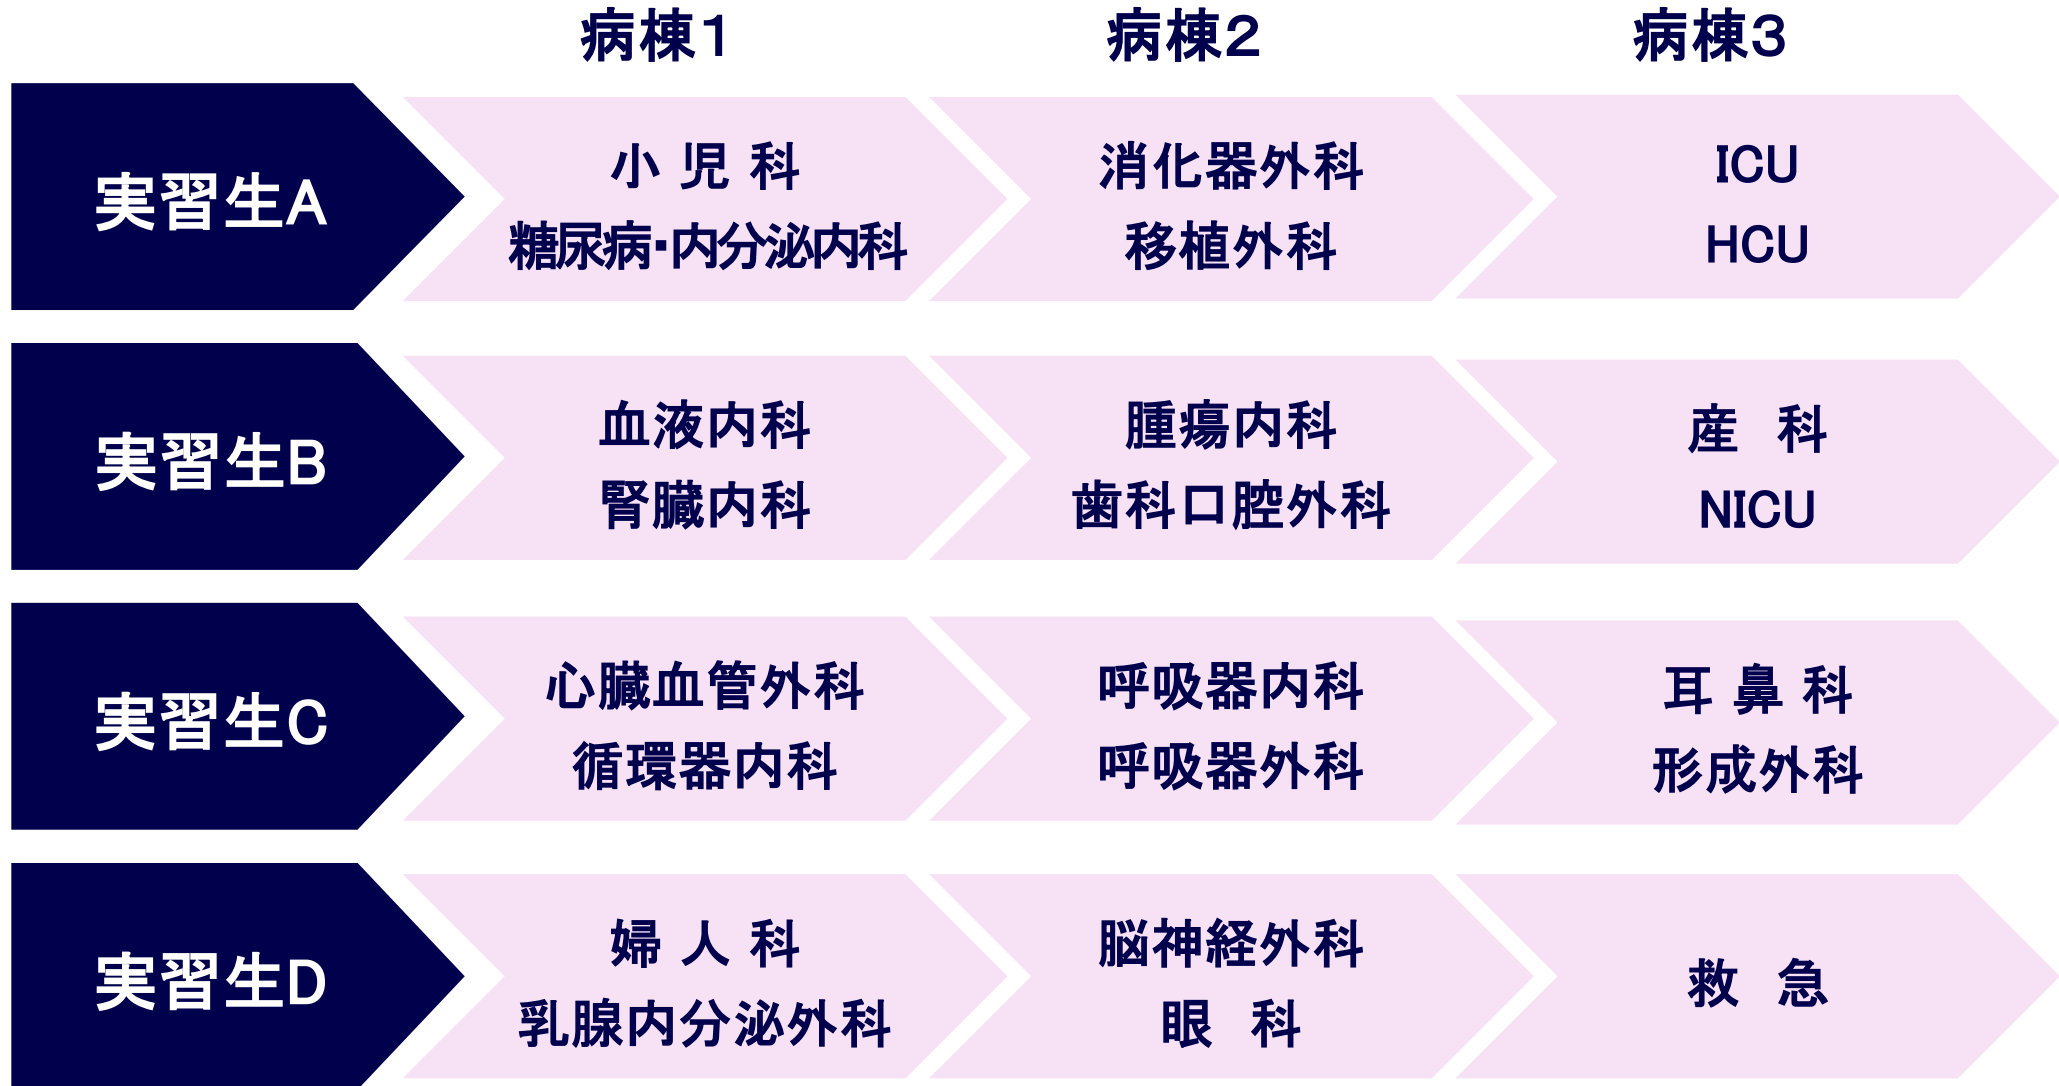 病棟1 病棟2 病棟3
実習生A
小 児 科
糖尿病・内分泌内科
消化器外科
移植外科
ICU
HCU
実習生B
血液内科
腎臓内科
腫瘍内科
歯科口腔外科
産 科
NICU
実習生C
心臓血管外科
循環器内科
呼吸器内科
呼吸器外科
耳 鼻 科
形成外科
実習生D
婦 人 科
乳腺内分泌外科
脳神経外科
眼 科
救 急